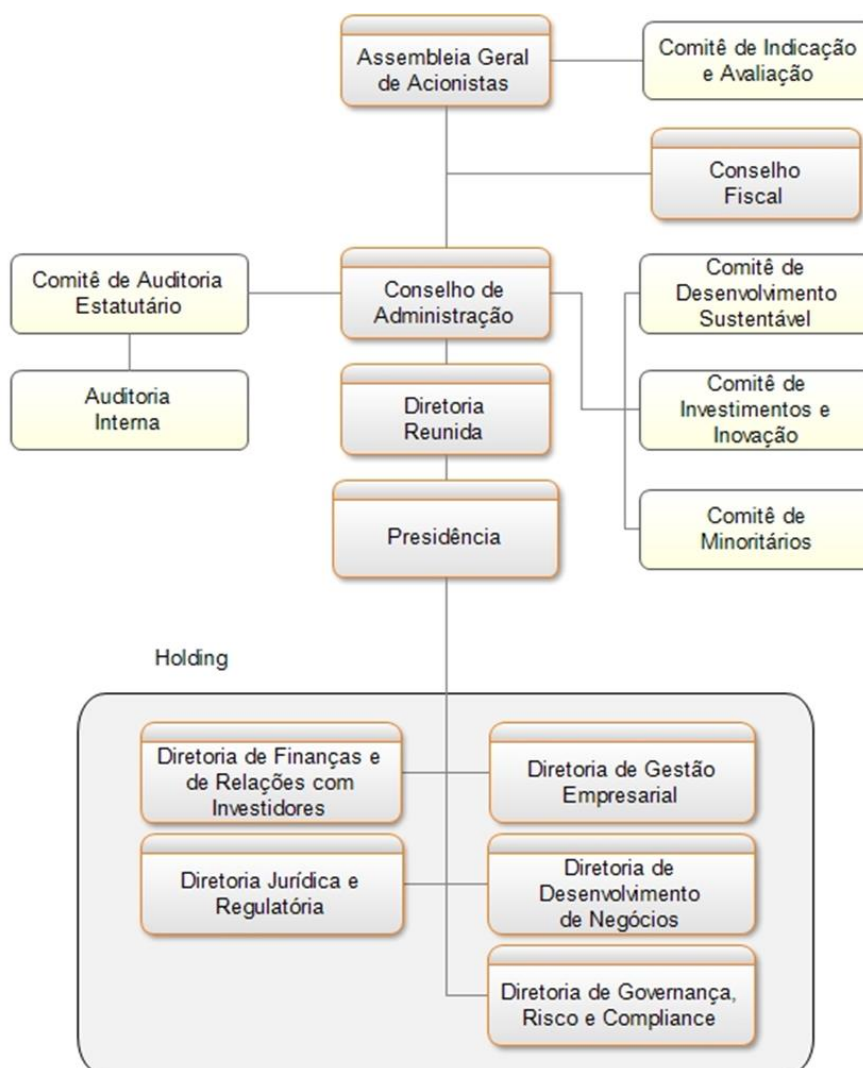 Assembleia Geral
de Acionistas
Comitê de Indicação
e Avaliação
Conselho
Fiscal
Comitê de Auditoria
Estatutário
Conselho de
Administração
Comitê de
Desenvolvimento
Sustentável
Auditoria
Interna
Diretoria
Reunida
Comitê de
Investimentos e
Inovação
Presidência
Comitê de
Minoritários
Holding
Diretoria de Finanças e
de Relações com
Investidores
Diretoria de Gestão
Empresarial
Diretoria Jurídica e
Regulatória
Diretoria de
Desenvolvimento
de Negócios
Diretoria de Governança,
Risco e Compliance